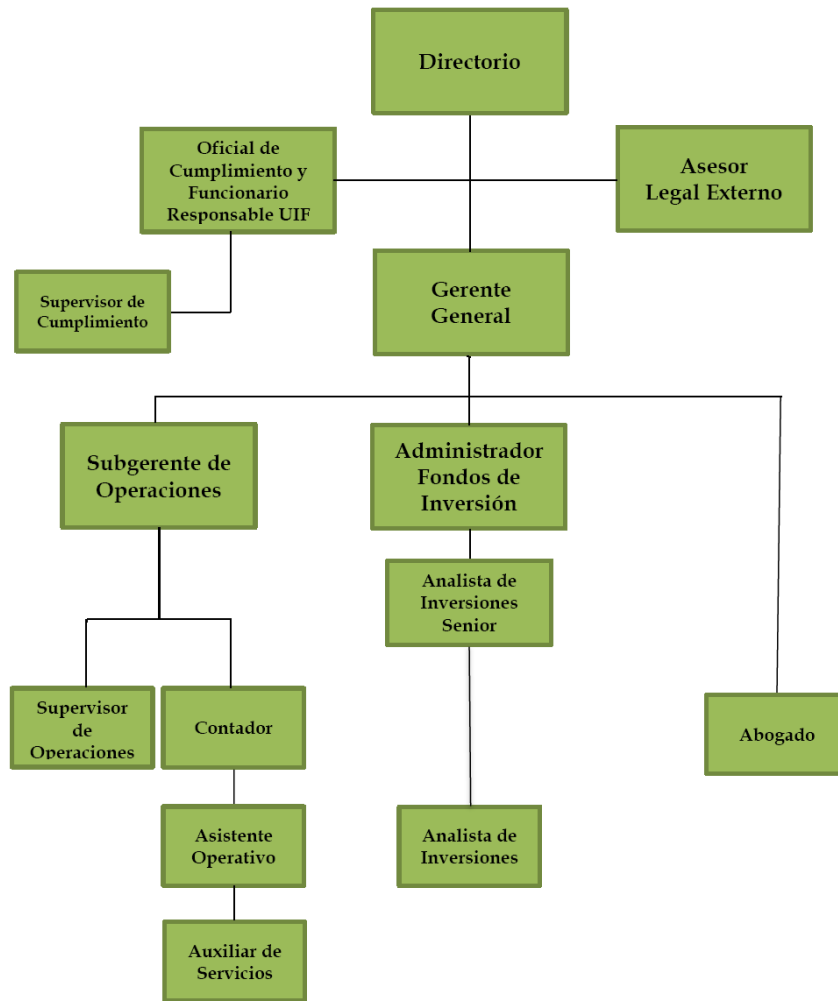 Directorio
Oficial de
Cumplimiento y
Funcionario
Responsable UIF
Asesor
Legal Externo
Supervisor de
Cumplimiento
Gerente
General
Subgerente de
Operaciones
Administrador
Fondos de
Inversión
Analista de
Inversiones
Senior
Supervisor
de
Operaciones
Contador
Abogado
Asistente
Operativo
Analista de
Inversiones
Auxiliar de
Servicios